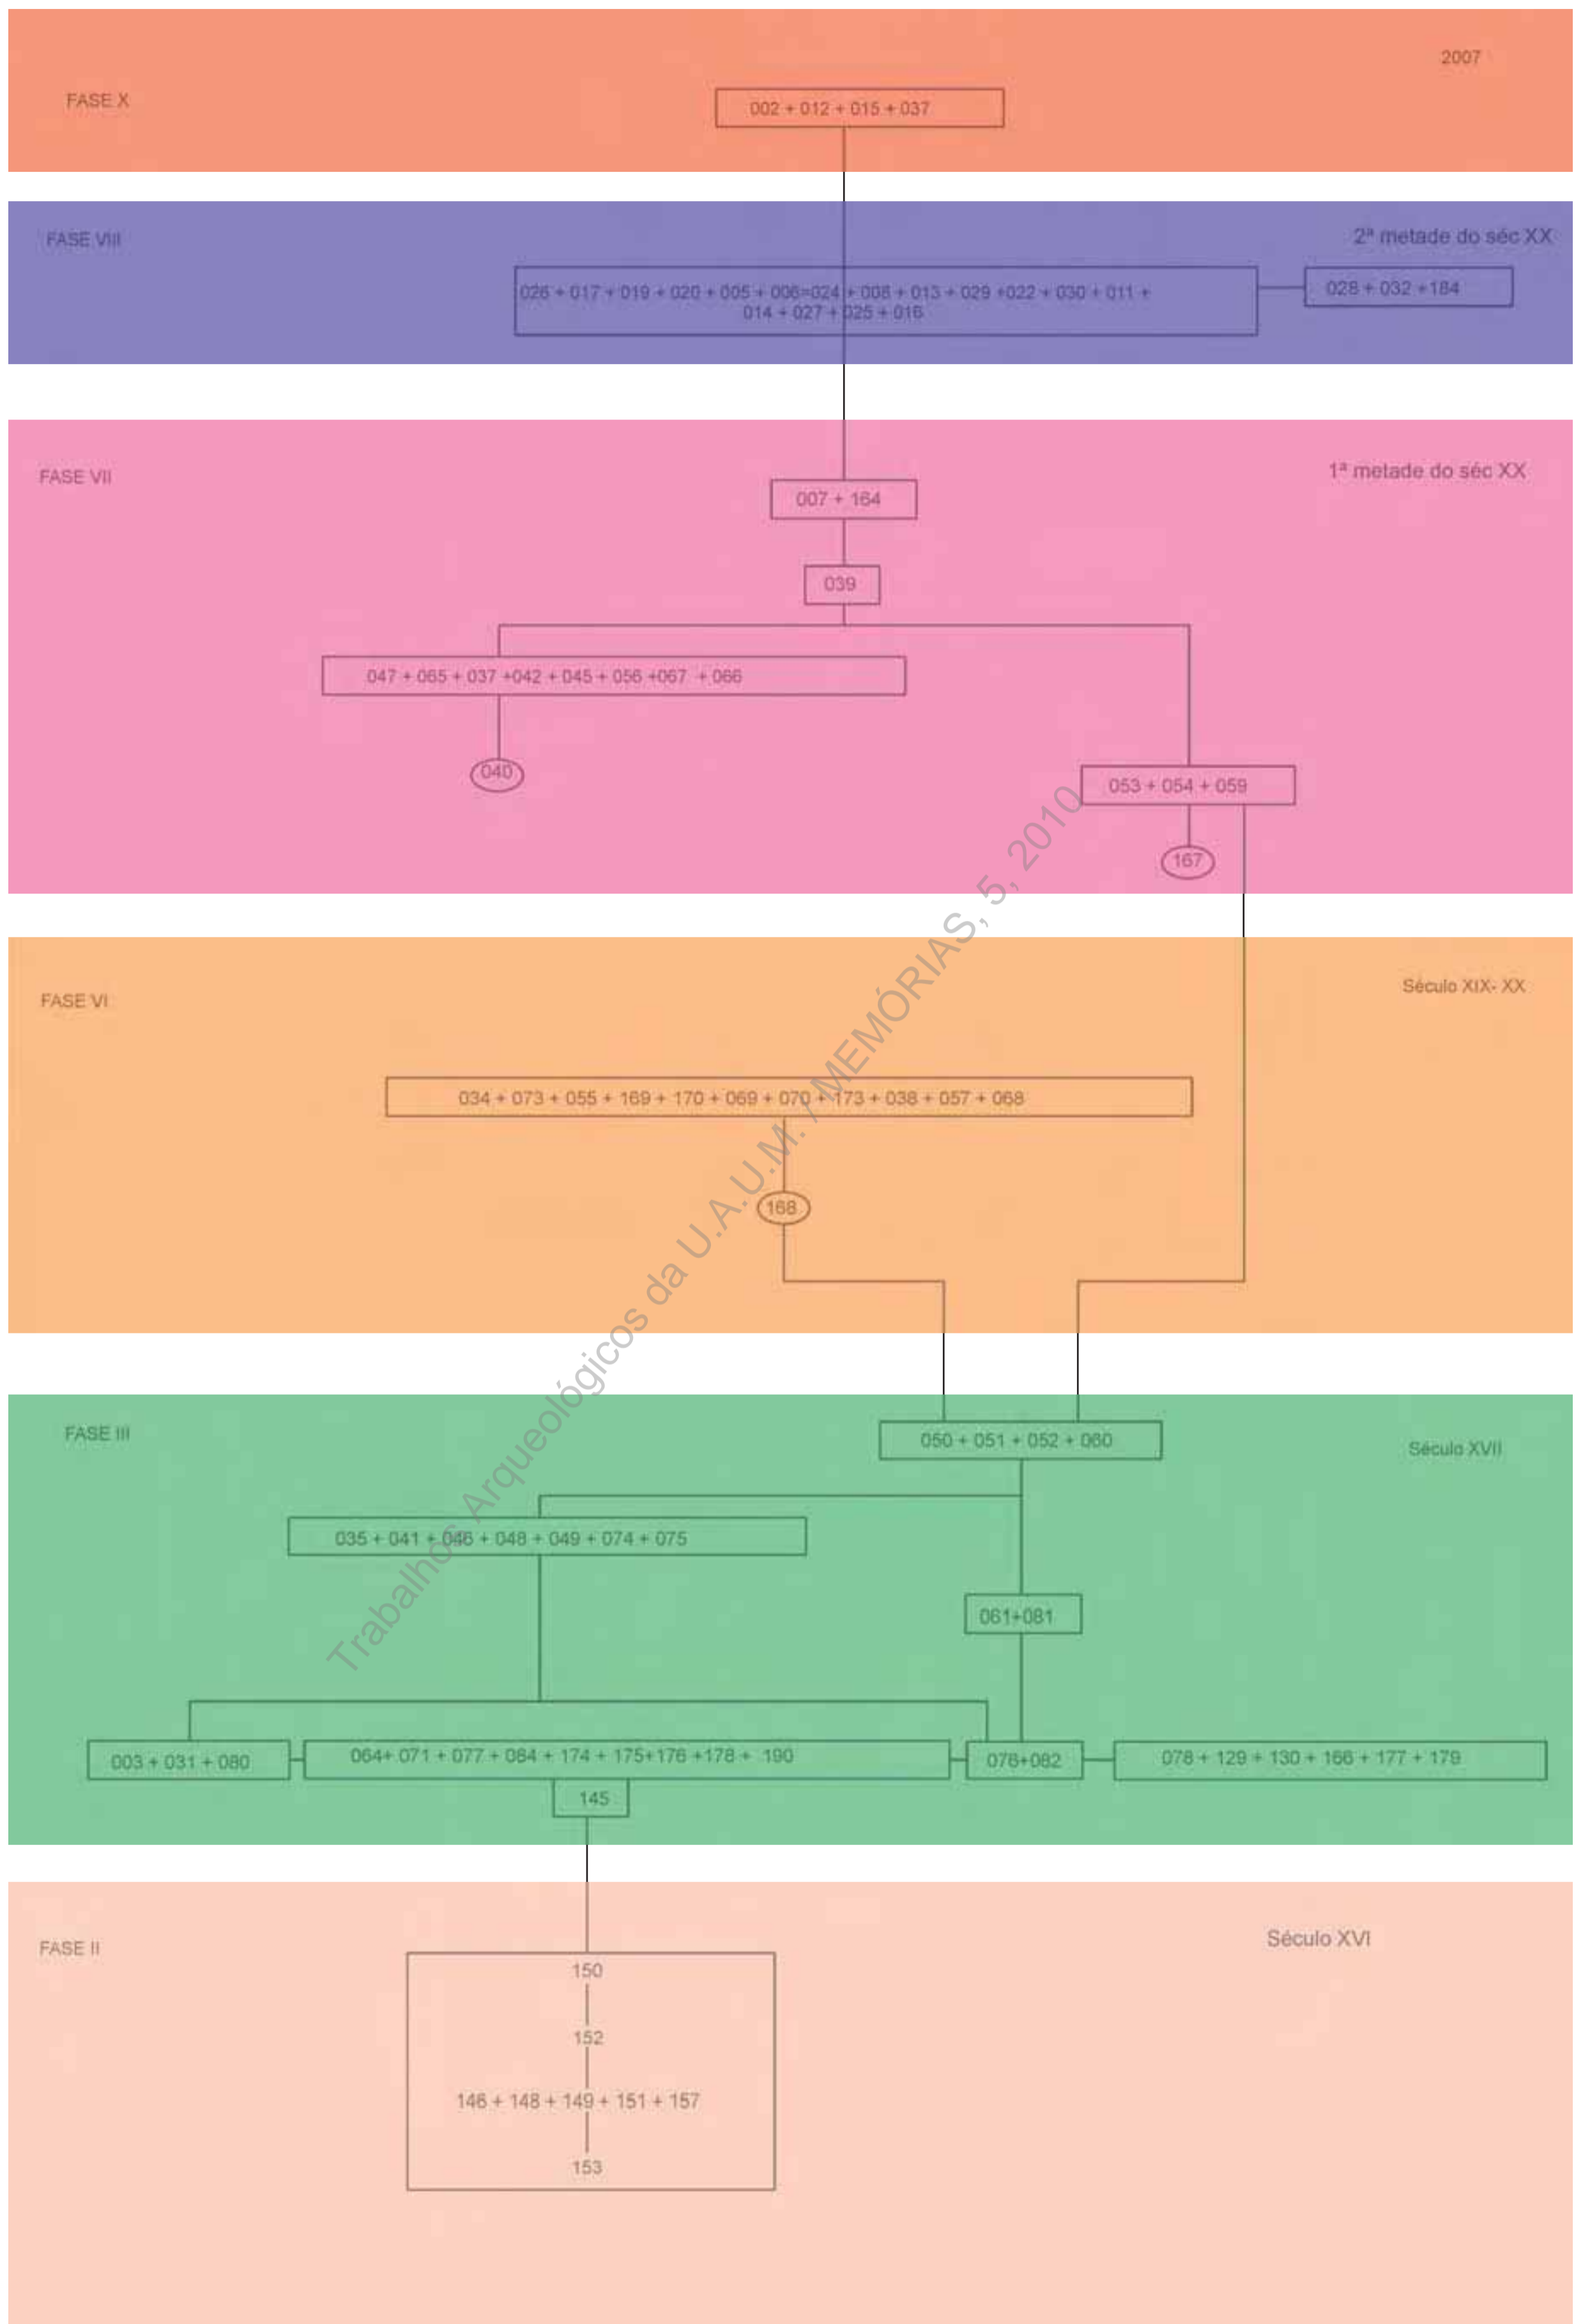 2007
FASE X
002 + 012 + 015 + 037
FASE VIII
2ª metade do séc XX
026 + 017 + 019 + 020 + 005 + 006=024 + 008 + 013 + 029 +022 + 030 + 011 +
014 + 027 + 025 + 016
028 + 032 +184
FASE VII
1ª metade do séc XX
007 + 164
039
047 + 065 + 037 +042 + 045 + 056 +067 + 066
040
053 + 054 + 059
167
FASE VI
Século XIX- XX
034 + 073 + 055 + 169 + 170 + 069 + 070 + 173 + 038 + 057 + 068
168
FASE III
050 + 051 + 052 + 060
Século XVII
035 + 041 + 046 + 048 + 049 + 074 + 075
061+081
003 + 031 + 080
064+ 071 + 077 + 084 + 174 + 175+176 +178 + 190
076+082
078 + 129 + 130 + 166 + 177 + 179
145
FASE II
Século XVI
150
152
146 + 148 + 149 + 151 + 157
153
Trabalhos Arqueológicos da U.A.U.M. / MEMÓRIAS, 5, 2010